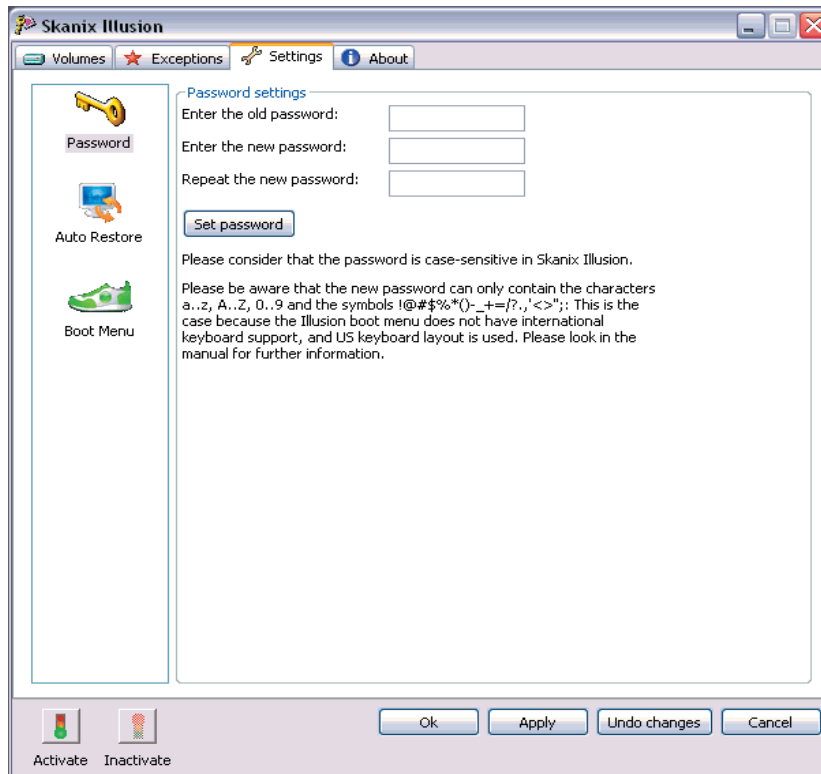 Skanix Illusion
Volumes Exceptions Settings About
Password
Auto Restore
Boot Menu
Password settings
Enter the old password:
Enter the new password:
Repeat the new password:
Set password
Please consider that the password is case-sensitive in Skanix Illusion.
Please be aware that the new password can only contain the characters
a..z, A..Z, 0..9 and the symbols !@#$%*()-_+=/?.,'<>";: This is the
case because the Illusion boot menu does not have international
keyboard support, and US keyboard layout is used. Please look in the
manual for further information.
Activate Inactivate
Ok Apply Undo changes Cancel